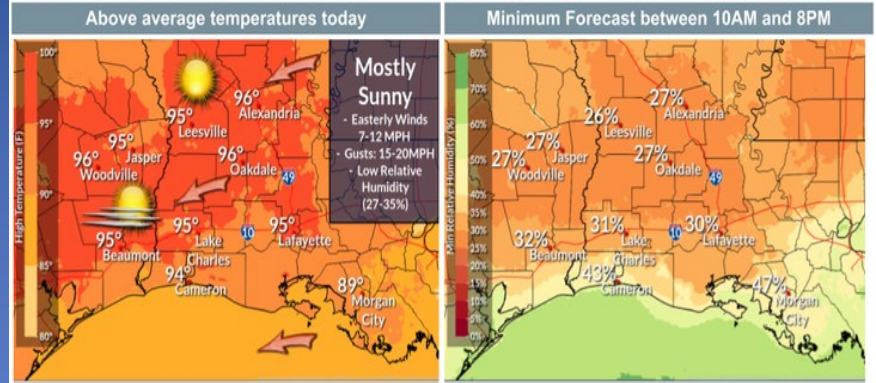 Above average temperatures today
100°
95°
90°
85°
80°
High Temperature (F)
Mostly
Sunny
- Easterly Winds
7-12 MPH
- Gusts: 15-20MPH
- Low Relative
Humidity
(27-35%)
96°
Alexandria
95°
Leesville
95°
Jasper
96°
Woodville
96°
Oakdale
49
95°
Beaumont
95°
Lake
Charles
10
95°
Lafayette
94°
Cameron
89°
Morgan
City
Minimum Forecast between 10AM and 8PM
80%
70%
60%
50%
40%
35%
30%
25%
20%
15%
10%
5%
0%
Min Relative Humidity (%)
27%
Alexandria
26%
Leesville
27%
Jasper
27%
Woodville
27%
Oakdale
49
32%
Beaumont
31%
Lake
Charles
10
30%
Lafayette
43%
Cameron
47%
Morgan
City